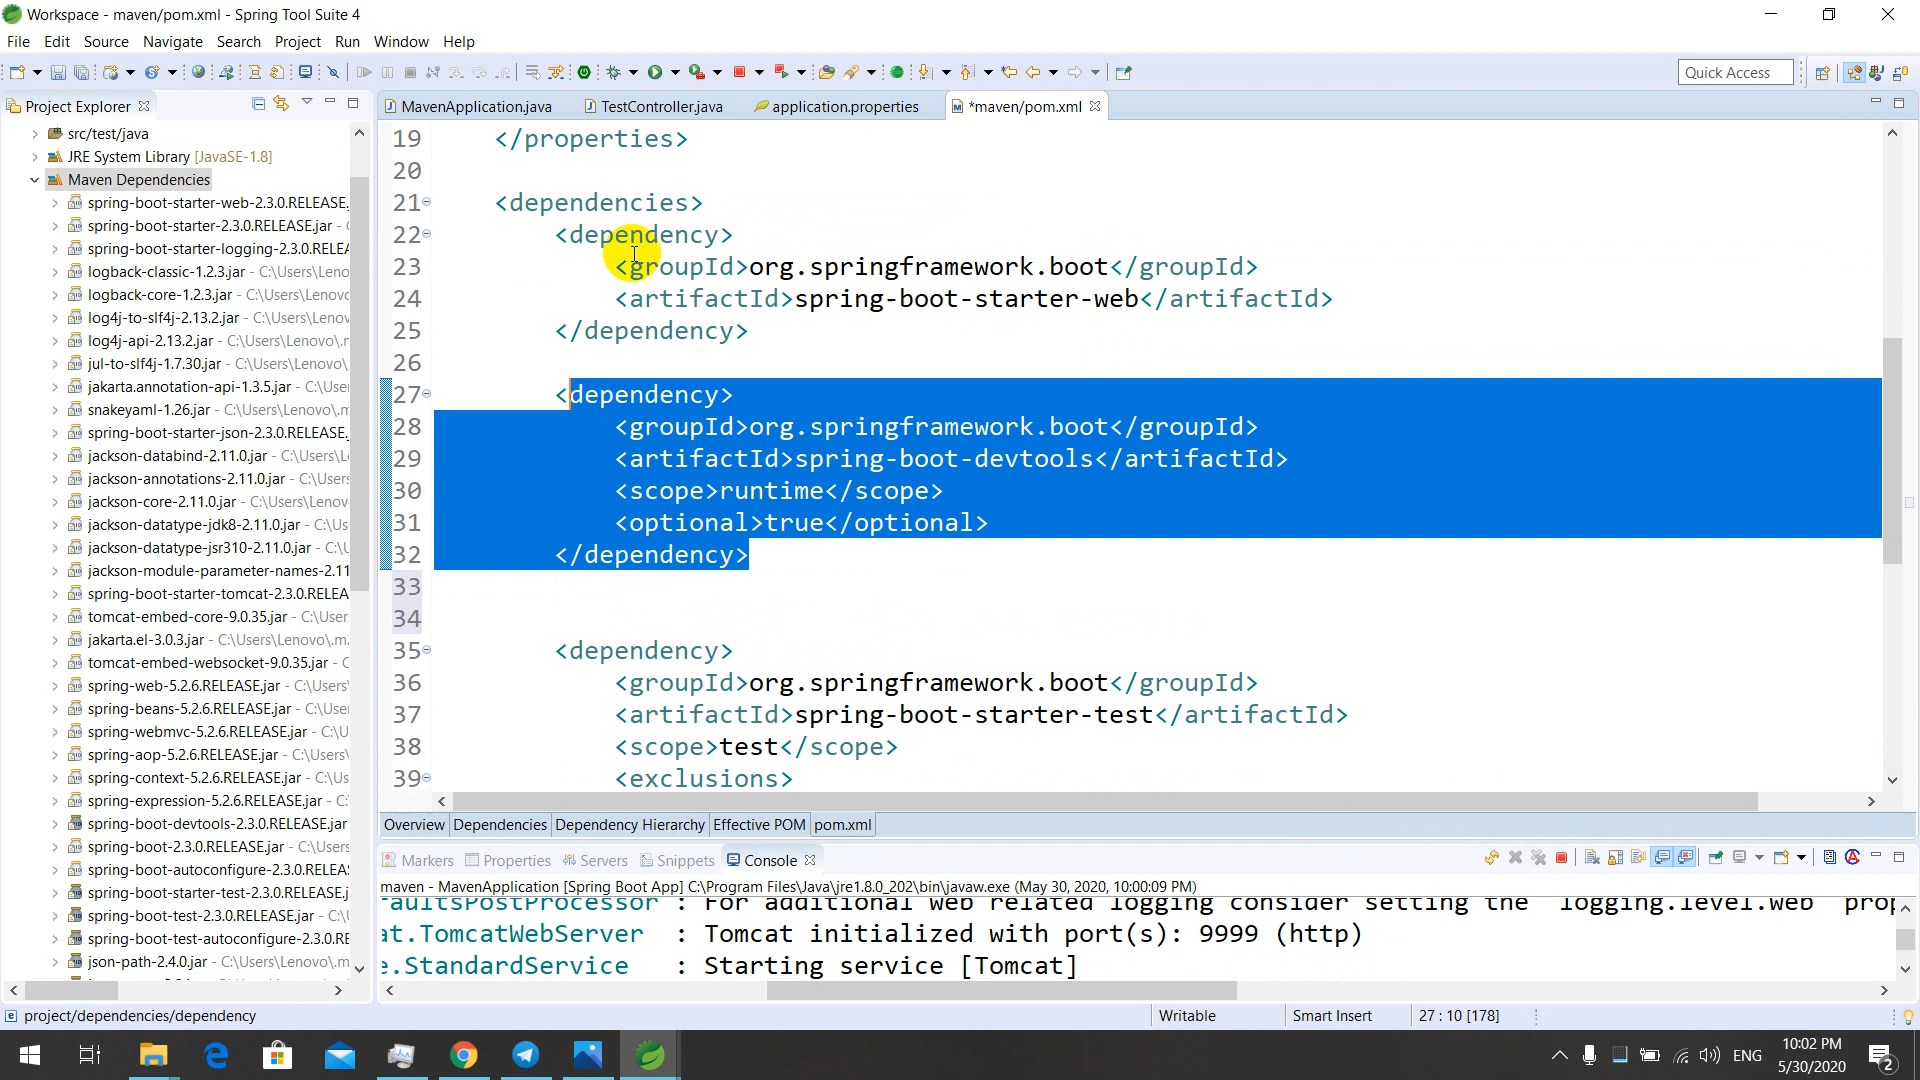 Workspace - maven/pom.xml - Spring Tool Suite 4
File Edit Source Navigate Search Project Run Window Help
Quick Access
Project Explorer
src/test/java
JRE System Library [JavaSE-1.8]
Maven Dependencies
spring-boot-starter-web-2.3.0.RELEASE.
spring-boot-starter-2.3.0.RELEASE.jar - (
spring-boot-starter-logging-2.3.0.RELEA
logback-classic-1.2.3.jar - C:\Users\Leno
logback-core-1.2.3.jar - C:\Users\Lenovo
log4j-to-slf4j-2.13.2.jar - C:\Users\Lenov
log4j-api-2.13.2.jar - C:\Users\Lenovo\.r
jul-to-slf4j-1.7.30.jar - C:\Users\Lenovo\
jakarta.annotation-api-1.3.5.jar - C:\Use
snakeyaml-1.26.jar - C:\Users\Lenovo\.m
spring-boot-starter-json-2.3.0.RELEASE.
jackson-databind-2.11.0.jar - C:\Users\L
jackson-annotations-2.11.0.jar - C:\User
jackson-core-2.11.0.jar - C:\Users\Lenov
jackson-datatype-jdk8-2.11.0.jar - C:\Us
jackson-datatype-jsr310-2.11.0.jar - C:\U
jackson-module-parameter-names-2.11
spring-boot-starter-tomcat-2.3.0.RELEA
tomcat-embed-core-9.0.35.jar - C:\User
jakarta.el-3.0.3.jar - C:\Users\Lenovo\.m
tomcat-embed-websocket-9.0.35.jar - C
spring-web-5.2.6.RELEASE.jar - C:\Users
spring-beans-5.2.6.RELEASE.jar - C:\Use
spring-webmvc-5.2.6.RELEASE.jar - C:\U
spring-aop-5.2.6.RELEASE.jar - C:\Users\
spring-context-5.2.6.RELEASE.jar - C:\Us
spring-expression-5.2.6.RELEASE.jar - C:
spring-boot-devtools-2.3.0.RELEASE.jar
spring-boot-2.3.0.RELEASE.jar - C:\Users
spring-boot-autoconfigure-2.3.0.RELEA
spring-boot-starter-test-2.3.0.RELEASE.j
spring-boot-test-2.3.0.RELEASE.jar - C:\
spring-boot-test-autoconfigure-2.3.0.RE
json-path-2.4.0.jar - C:\Users\Lenovo\.m
MavenApplication.java TestController.java application.properties *maven/pom.xml
19 </properties>
20
21 <dependencies>
22 <dependency>
23 <groupId>org.springframework.boot</groupId>
24 <artifactId>spring-boot-starter-web</artifactId>
25 </dependency>
26
27 <dependency>
28 <groupId>org.springframework.boot</groupId>
29 <artifactId>spring-boot-devtools</artifactId>
30 <scope>runtime</scope>
31 <optional>true</optional>
32 </dependency>
33
34
35 <dependency>
36 <groupId>org.springframework.boot</groupId>
37 <artifactId>spring-boot-starter-test</artifactId>
38 <scope>test</scope>
39 <exclusions>
Overview Dependencies Dependency Hierarchy Effective POM pom.xml
Markers Properties Servers Snippets Console
maven - MavenApplication [Spring Boot App] C:\Program Files\Java\jre1.8.0_202\bin\javaw.exe (May 30, 2020, 10:00:09 PM)
aultsPostProcessor : For additional web related logging consider setting the 'logging.level.web' prop
at.TomcatWebServer : Tomcat initialized with port(s): 9999 (http)
e.StandardService : Starting service [Tomcat]
project/dependencies/dependency Writable Smart Insert 27 : 10 [178]
ENG 10:02 PM
5/30/2020
2